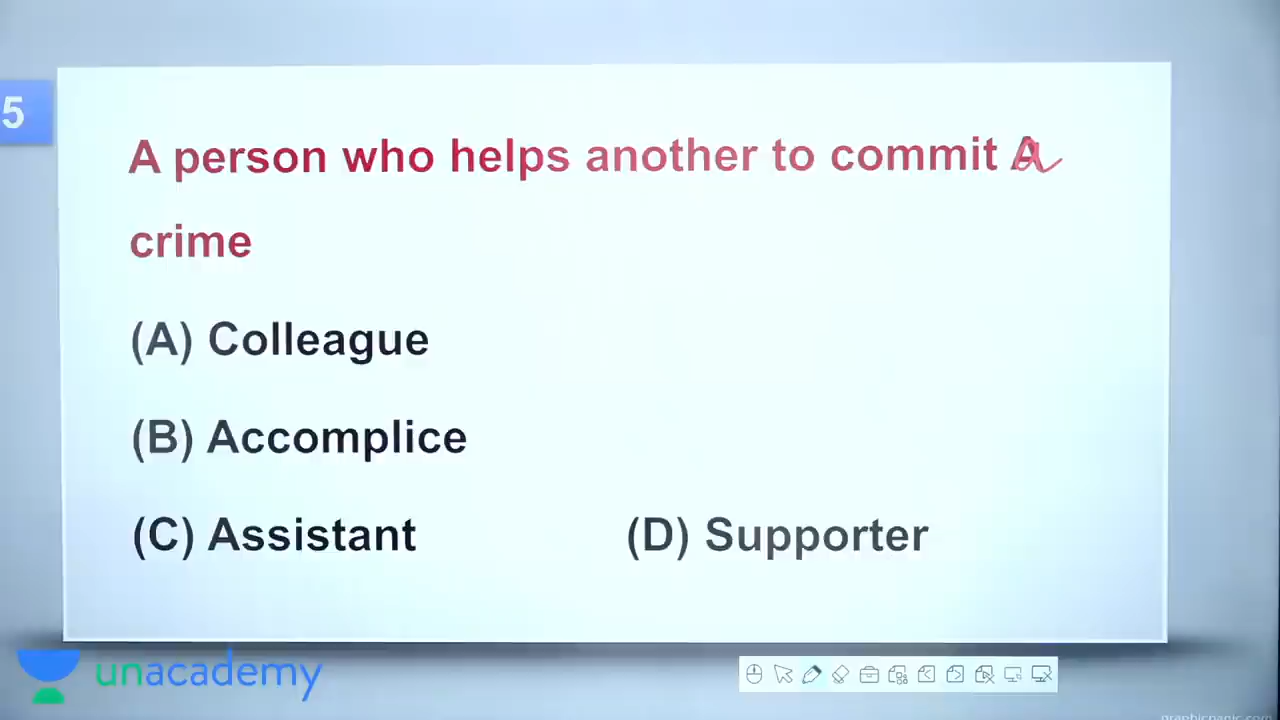 5
A person who helps another to commit A
a
crime
(A) Colleague
(B) Accomplice
(C) Assistant (D) Supporter
unacademy